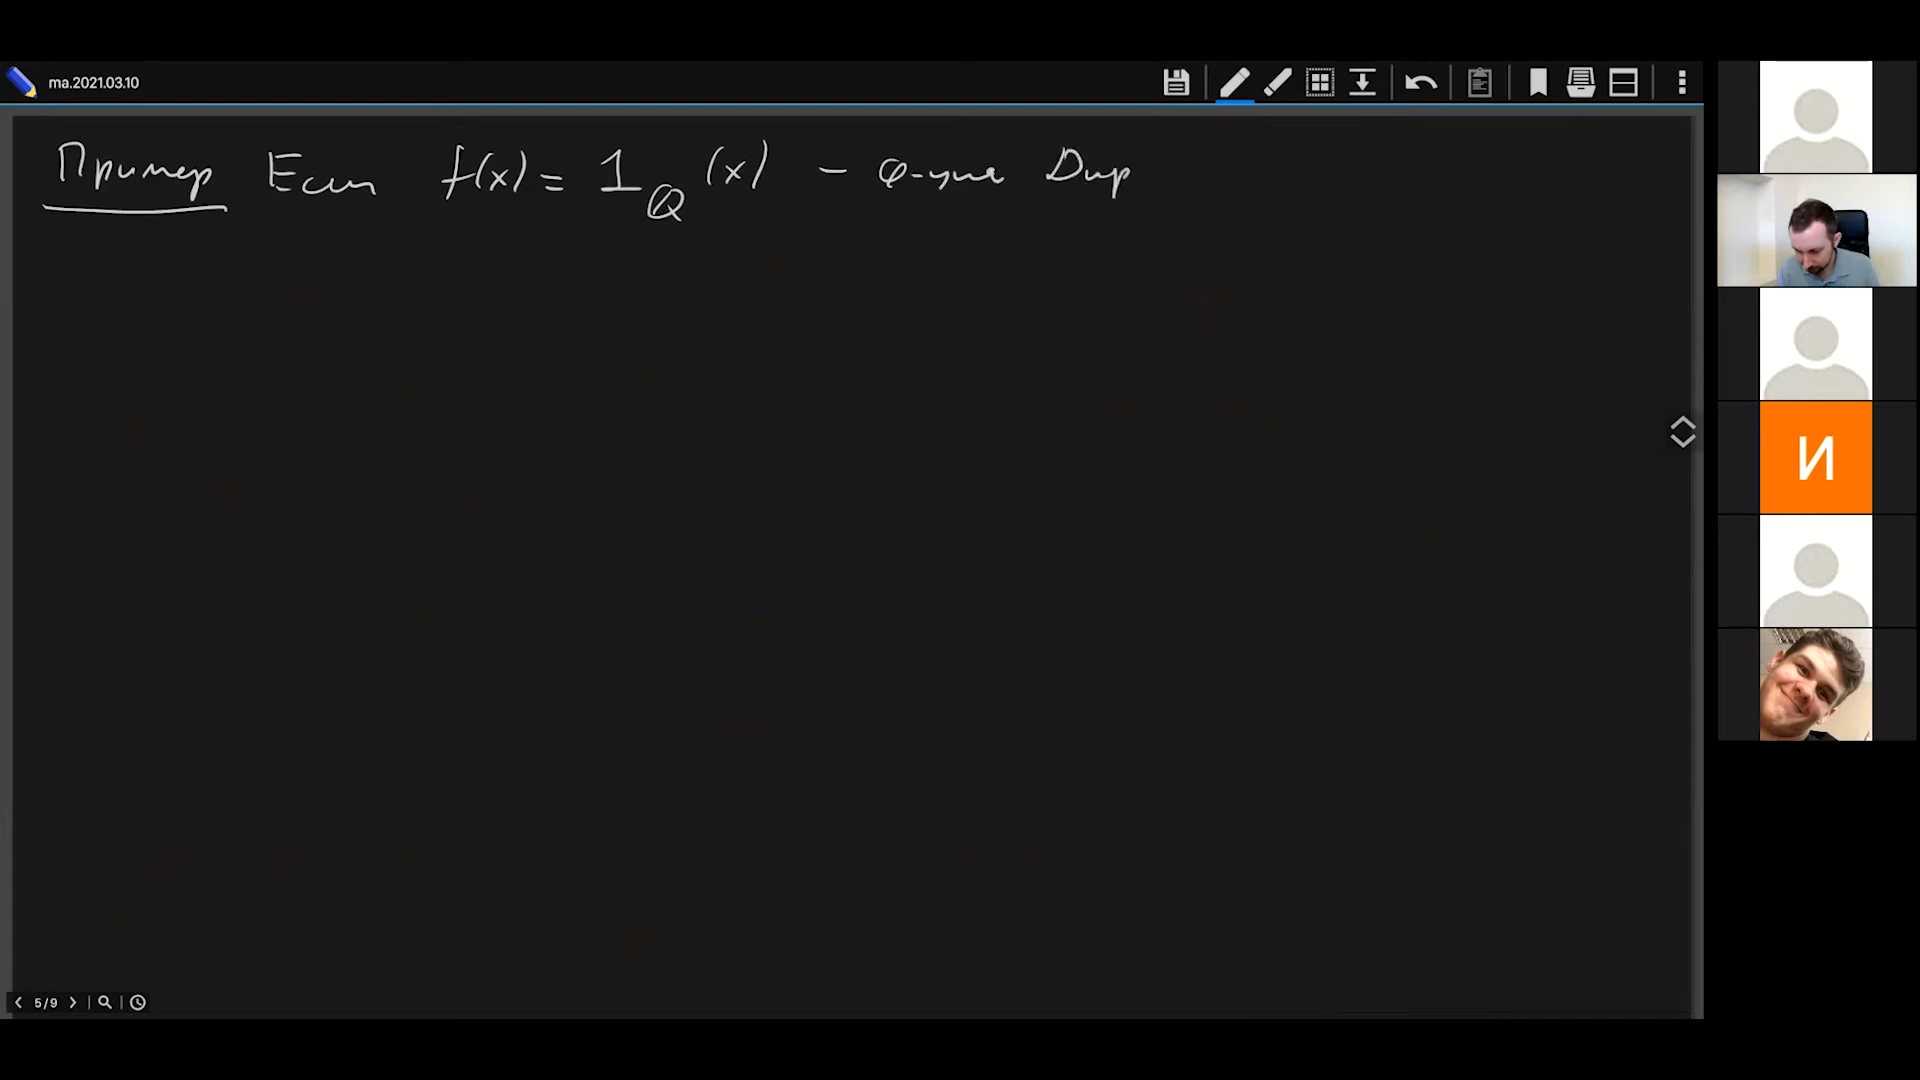 ma.2021.03.10
Пример Если f(x) = 1_Q (x) – ф-ция Дир
И
5/9